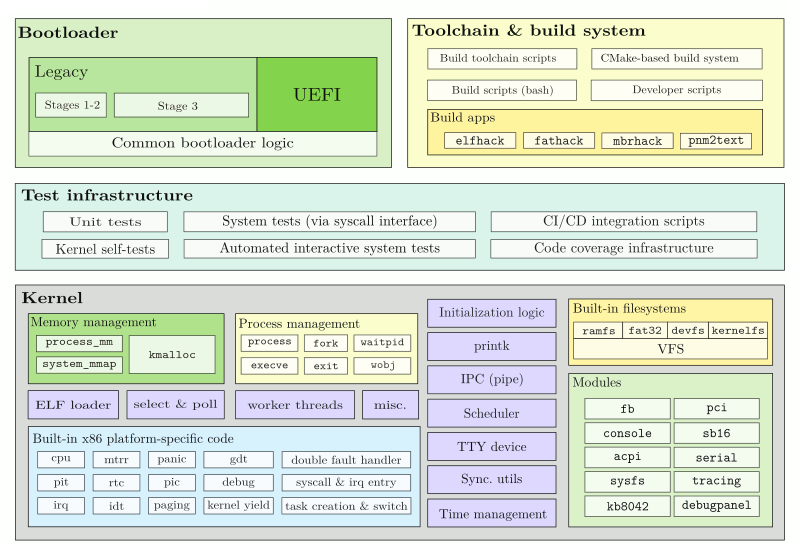 Bootloader
Legacy
Stages 1-2
Stage 3
UEFI
Common bootloader logic
Toolchain & build system
Build toolchain scripts
CMake-based build system
Build scripts (bash)
Developer scripts
Build apps
elfhack
fathack
mbrhack
pnm2text
Test infrastructure
Unit tests
System tests (via syscall interface)
CI/CD integration scripts
Kernel self-tests
Automated interactive system tests
Code coverage infrastructure
Kernel
Memory management
process_mm
system_mmap
kmalloc
Process management
process
fork
waitpid
execve
exit
wobj
ELF loader
select & poll
worker threads
misc.
Built-in x86 platform-specific code
cpu
mtrr
panic
gdt
double fault handler
pit
rtc
pic
debug
syscall & irq entry
irq
idt
paging
kernel yield
task creation & switch
Initialization logic
printk
IPC (pipe)
Scheduler
TTY device
Sync. utils
Time management
Built-in filesystems
ramfs
fat32
devfs
kernelfs
VFS
Modules
fb
pci
console
sb16
acpi
serial
sysfs
tracing
kb8042
debugpanel